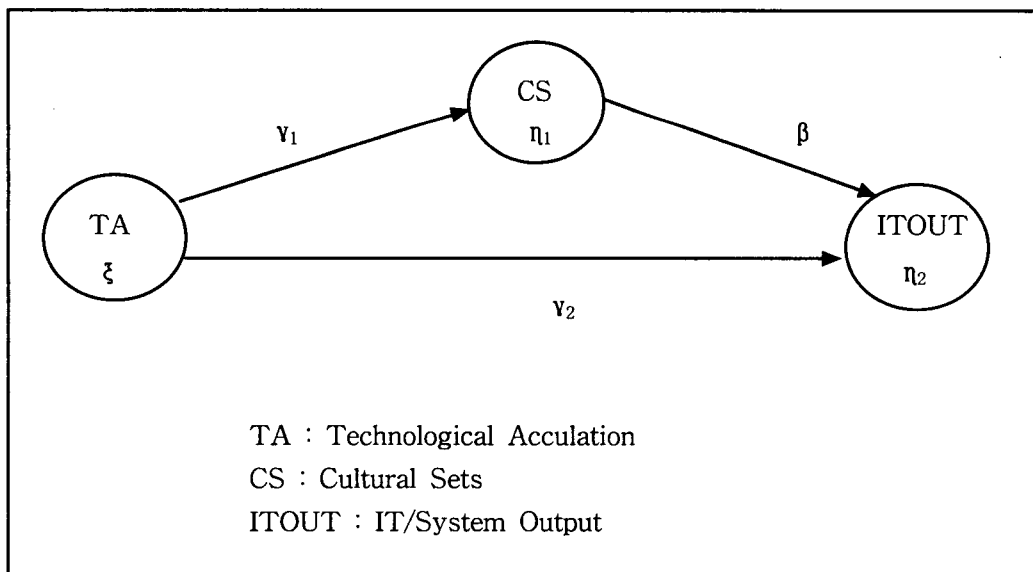 CS
η₁
γ₁
β
TA
ξ
ITOUT
η₂
γ₂
TA : Technological Acculation
CS : Cultural Sets
ITOUT : IT/System Output